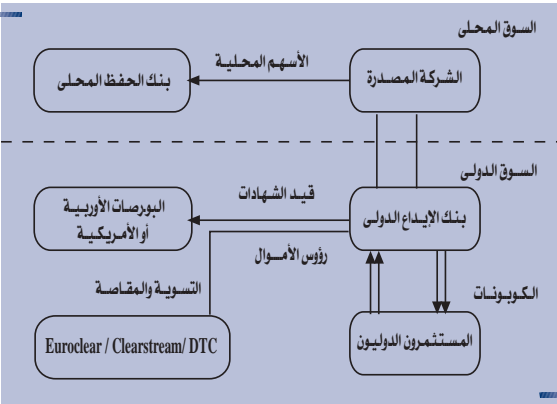 السوق المحلى
الشركة المصدرة
الأسهم المحلية
بنك الحفظ المحلى
السوق الدولى
بنك الإيداع الدولى
قيد الشهادات
البورصات الأوربية
أو الأمريكية
رؤوس الأموال
التسوية والمقاصة
الكوبونات
المستثمرون الدوليون
Euroclear / Clearstream/ DTC